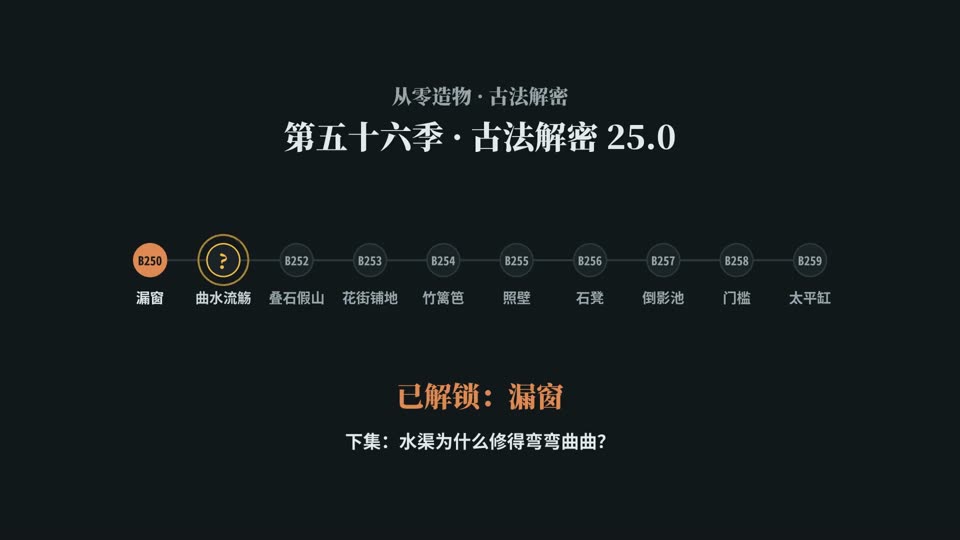 从零造物 · 古法解密
第五十六季 · 古法解密 25.0
B250 ? B252 B253 B254 B255 B256 B257 B258 B259
漏窗 曲水流觞 叠石假山 花街铺地 竹篱笆 照壁 石凳 倒影池 门槛 太平缸
已解锁：漏窗
下集：水渠为什么修得弯弯曲曲？